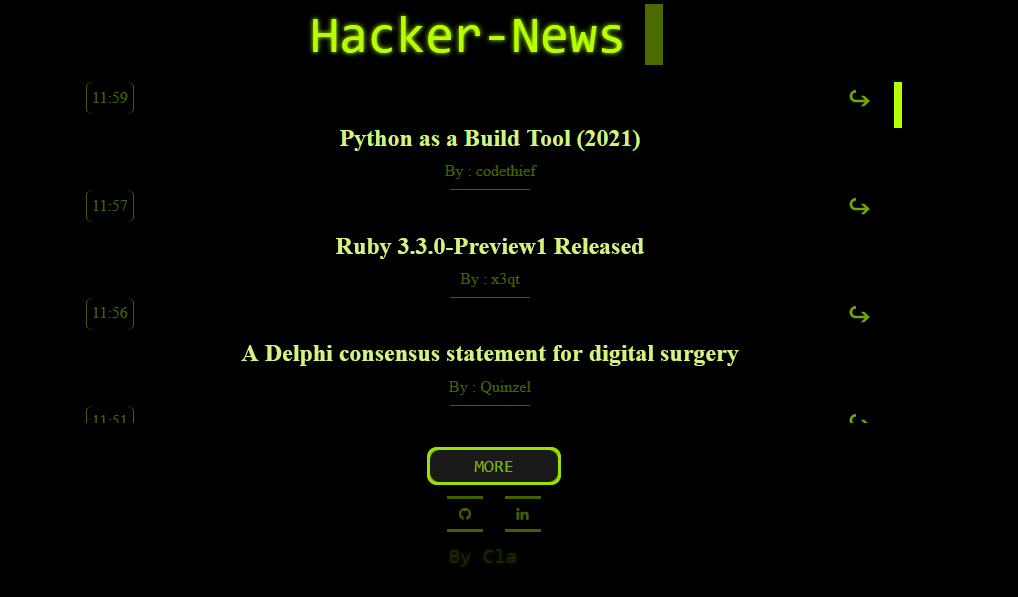 Hacker-News
11:59
Python as a Build Tool (2021)
By : codethief
11:57
Ruby 3.3.0-Preview1 Released
By : x3qt
11:56
A Delphi consensus statement for digital surgery
By : Quinzel
11:51
MORE
in
By Cla